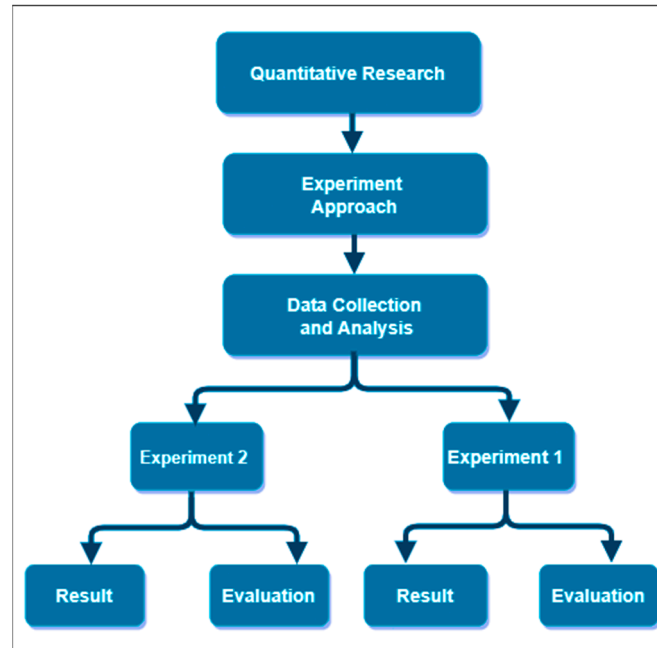 Quantitative Research
Experiment
Approach
Data Collection
and Analysis
Experiment 2
Experiment 1
Result
Evaluation
Result
Evaluation